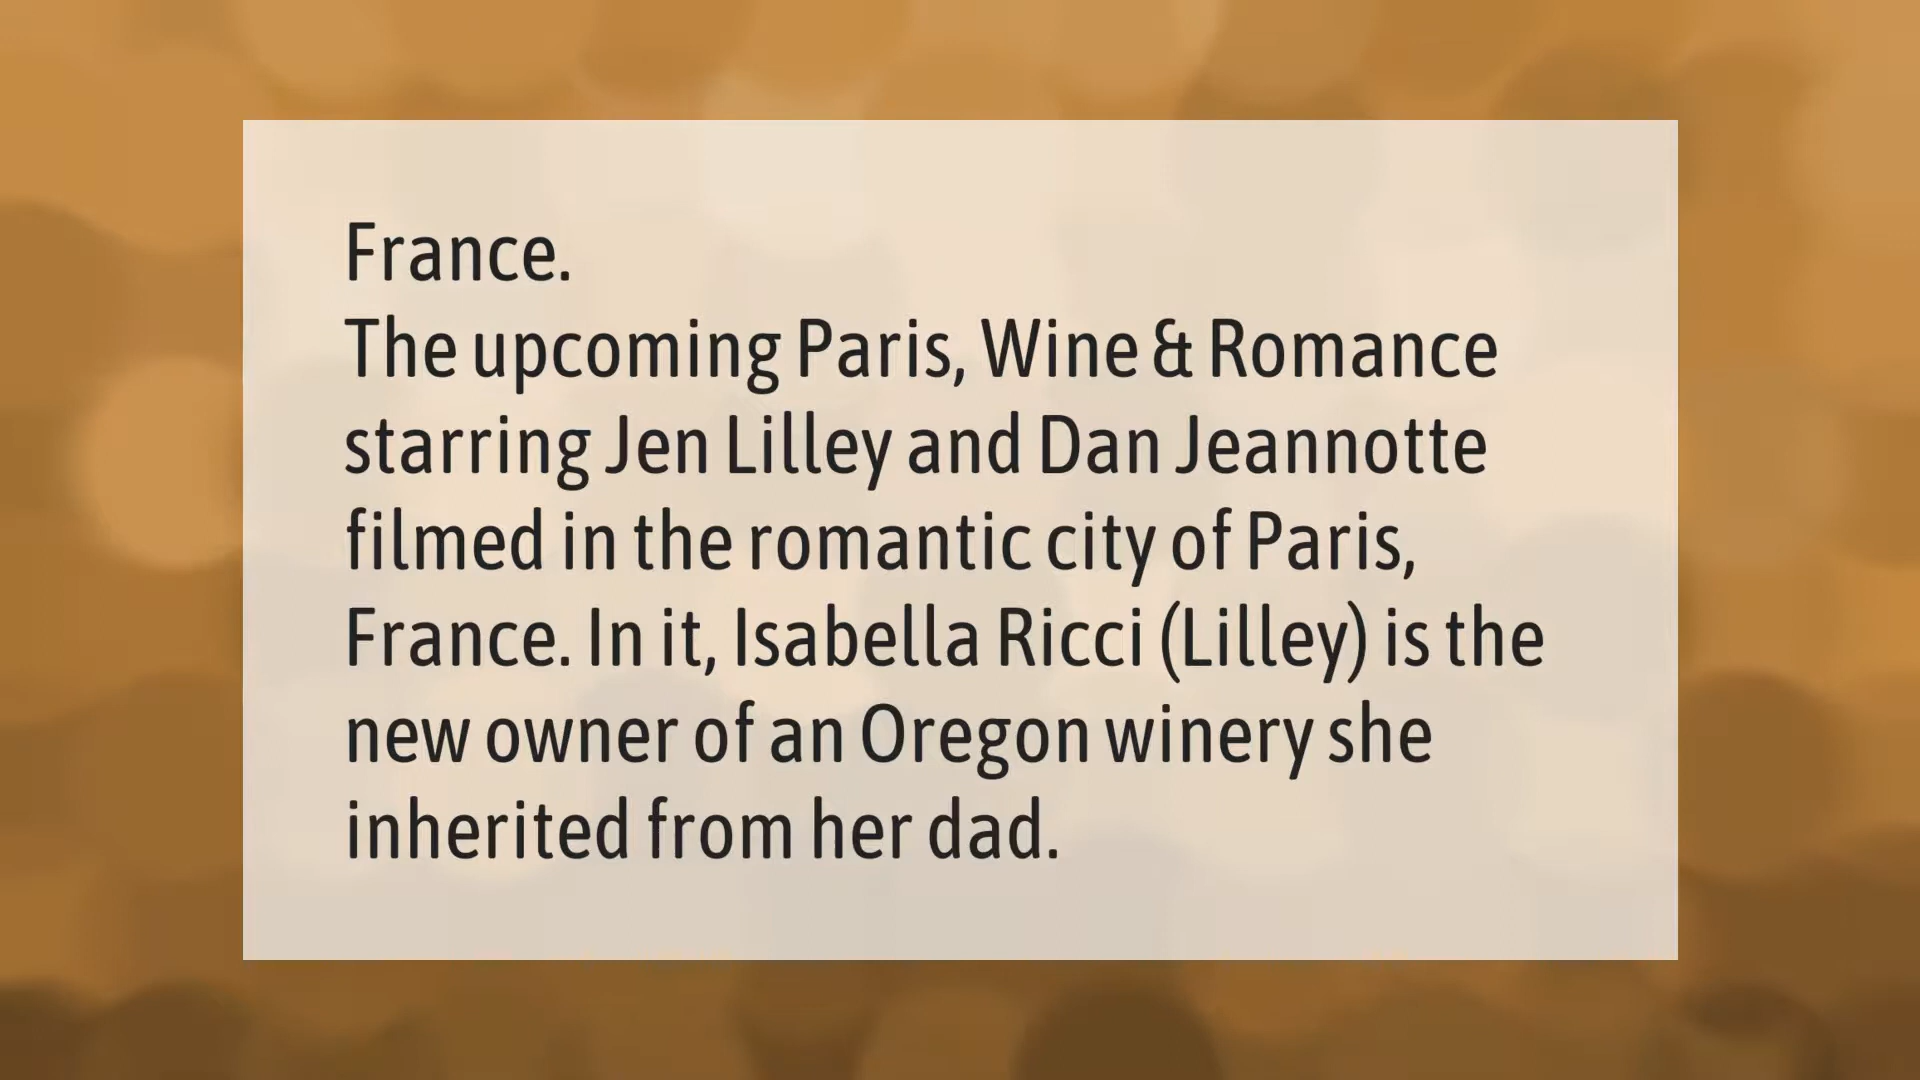 France.
The upcoming Paris, Wine & Romance
starring Jen Lilley and Dan Jeannotte
filmed in the romantic city of Paris,
France. In it, Isabella Ricci (Lilley) is the
new owner of an Oregon winery she
inherited from her dad.